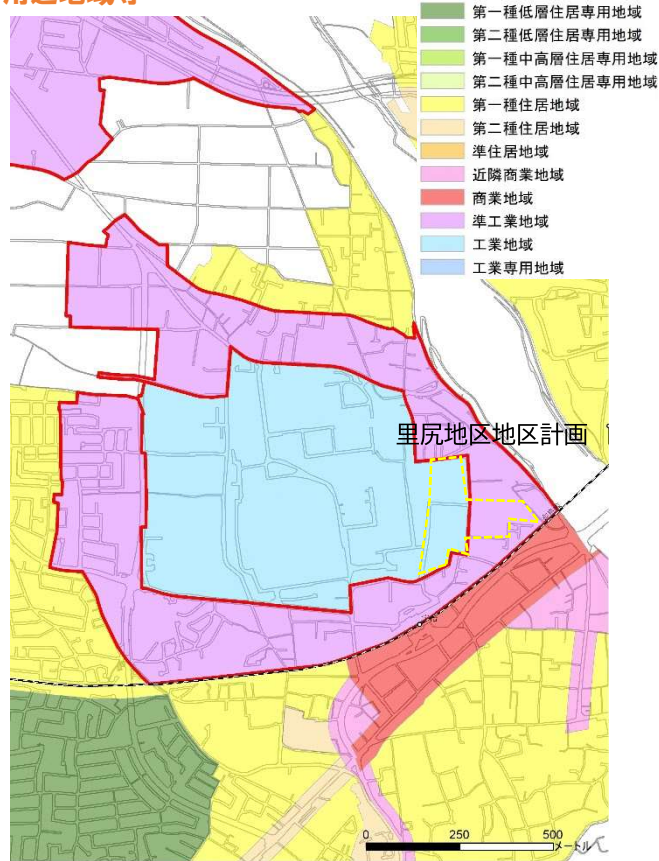 用途地域等
第一種低層住居専用地域
第二種低層住居専用地域
第一種中高層住居専用地域
第二種中高層住居専用地域
第一種住居地域
第二種住居地域
準住居地域
近隣商業地域
商業地域
準工業地域
工業地域
工業専用地域
里尻地区地区計画
0 250 500
メートル